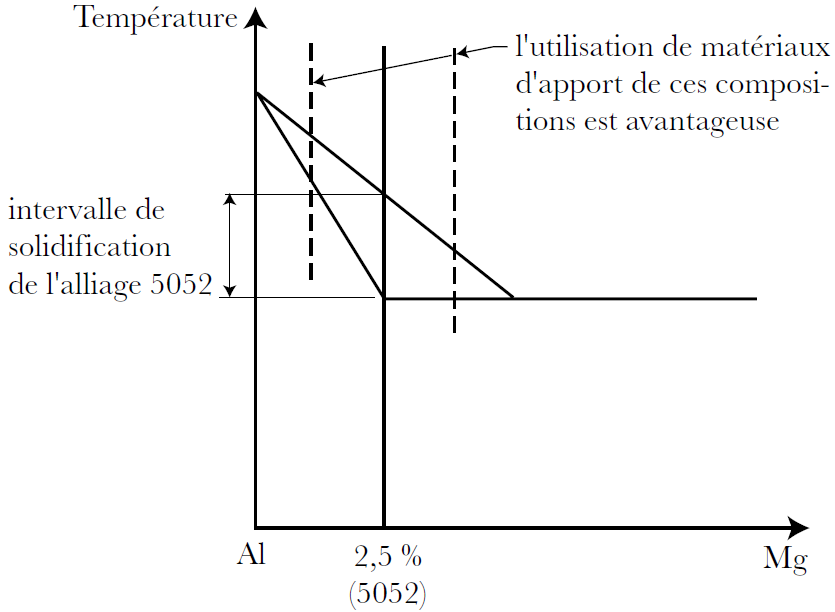 Température
l'utilisation de matériaux
d'apport de ces composi-
tions est avantageuse
intervalle de
solidification
de l'alliage 5052
Al
2,5 %
(5052)
Mg